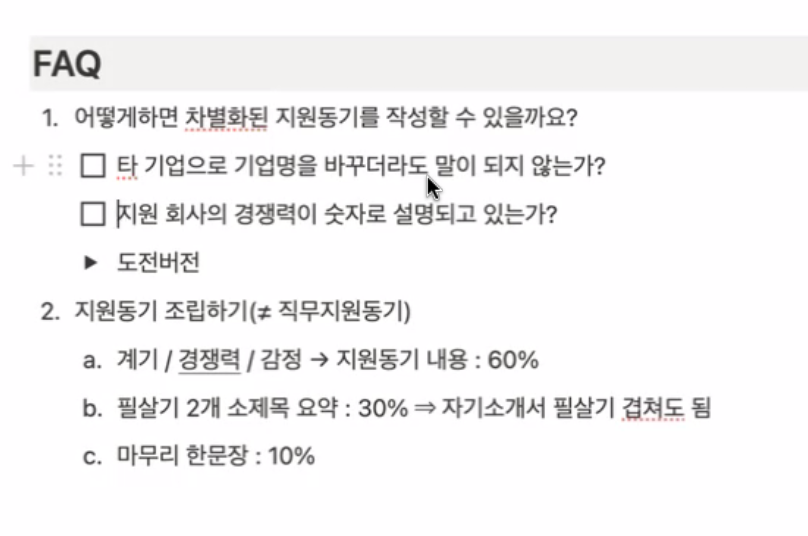 FAQ
1. 어떻게하면 차별화된 지원동기를 작성할 수 있을까요?
타 기업으로 기업명을 바꾸더라도 말이 되지 않는가?
지원 회사의 경쟁력이 숫자로 설명되고 있는가?
도전버전
2. 지원동기 조립하기(≠ 직무지원동기)
a. 계기 / 경쟁력 / 감정 → 지원동기 내용 : 60%
b. 필살기 2개 소제목 요약 : 30% ⇒ 자기소개서 필살기 겹쳐도 됨
c. 마무리 한문장 : 10%